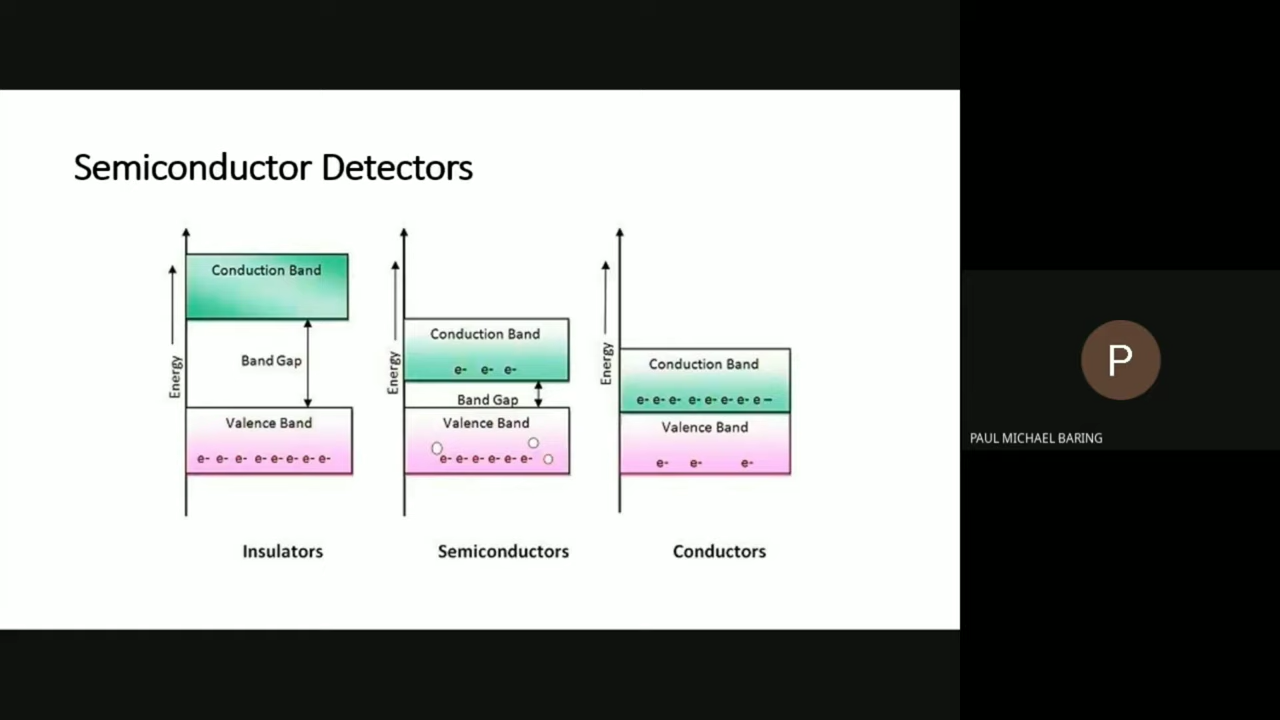 Semiconductor Detectors
Energy
Conduction Band
Band Gap
Valence Band
e- e- e- e- e- e- e- e-
Insulators
Energy
Conduction Band
e- e- e-
Band Gap
Valence Band
e- e- e- e- e- e-
Semiconductors
Energy
Conduction Band
e- e- e- e- e- e- e- e –
Valence Band
e- e- e-
Conductors
P
PAUL MICHAEL BARING